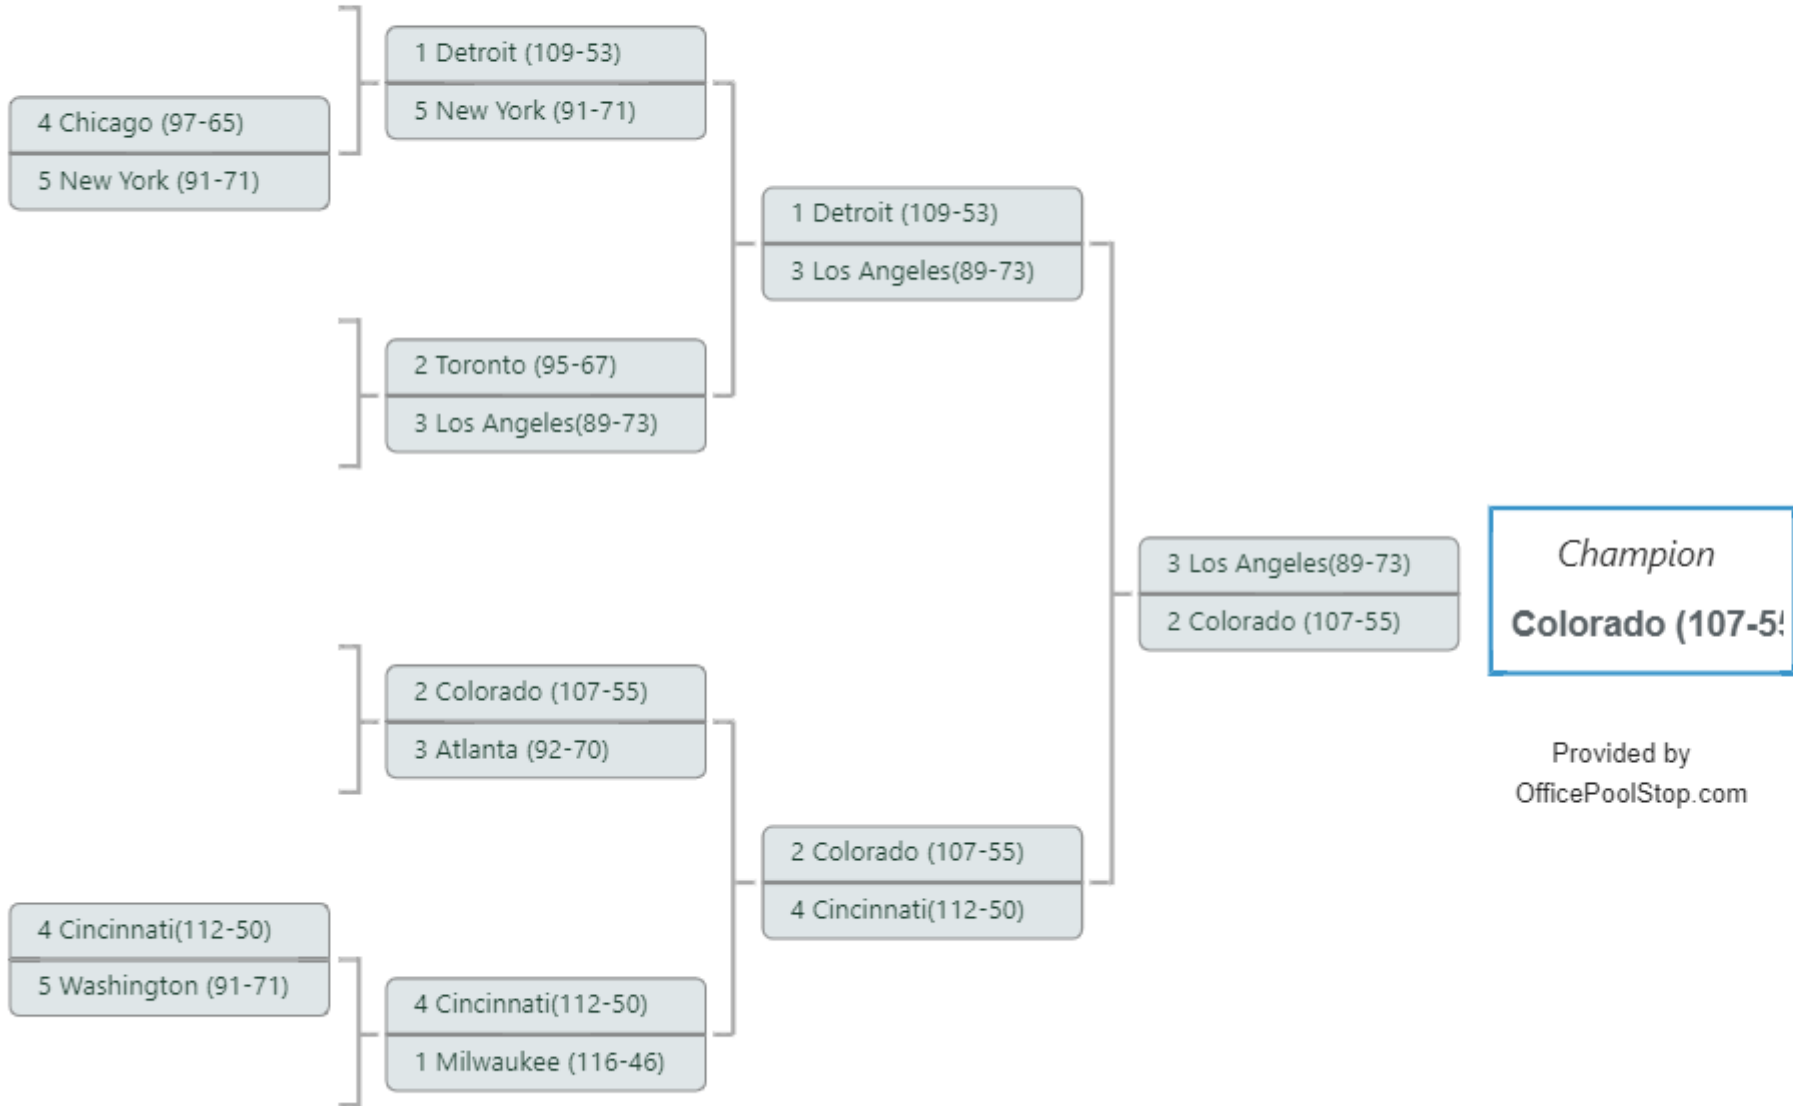 4 Chicago (97-65)
5 New York (91-71)
4 Cincinnati(112-50)
5 Washington (91-71)
1 Detroit (109-53)
5 New York (91-71)
2 Toronto (95-67)
3 Los Angeles(89-73)
2 Colorado (107-55)
3 Atlanta (92-70)
4 Cincinnati(112-50)
1 Milwaukee (116-46)
1 Detroit (109-53)
3 Los Angeles(89-73)
2 Colorado (107-55)
4 Cincinnati(112-50)
3 Los Angeles(89-73)
2 Colorado (107-55)
Champion
Colorado (107-55
Provided by
OfficePoolStop.com